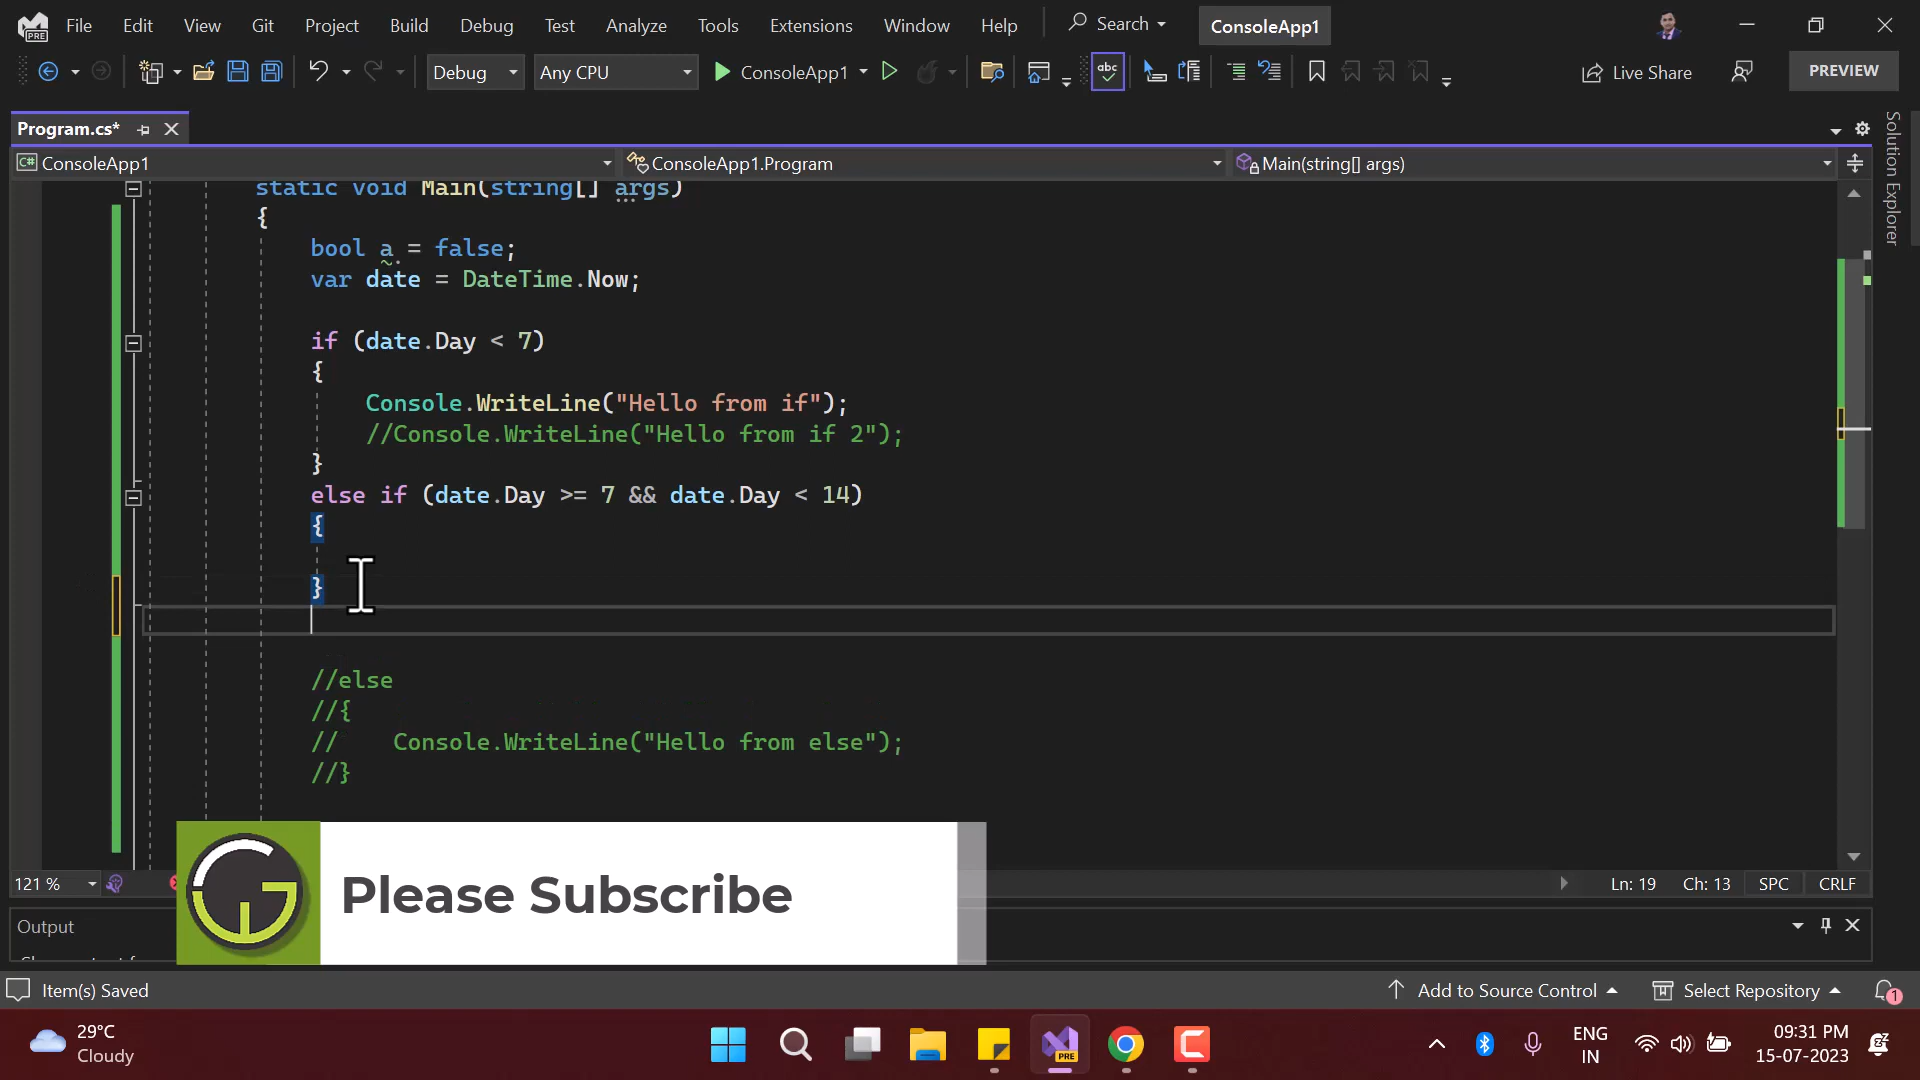 File Edit View Git Project Build Debug Test Analyze Tools Extensions Window Help Search ConsoleApp1
Debug Any CPU ConsoleApp1 Live Share PREVIEW
Program.cs*
ConsoleApp1 ConsoleApp1.Program Main(string[] args)
Solution Explorer
static void Main(string[] args)
{
bool a = false;
var date = DateTime.Now;
if (date.Day < 7)
{
Console.WriteLine("Hello from if");
//Console.WriteLine("Hello from if 2");
}
else if (date.Day >= 7 && date.Day < 14)
{
}
//else
//{
// Console.WriteLine("Hello from else");
//}
121 % Ln: 19 Ch: 13 SPC CRLF
Please Subscribe
Output
Item(s) Saved Add to Source Control Select Repository 1
29°C
Cloudy
PRE
ENG
IN
09:31 PM
15-07-2023